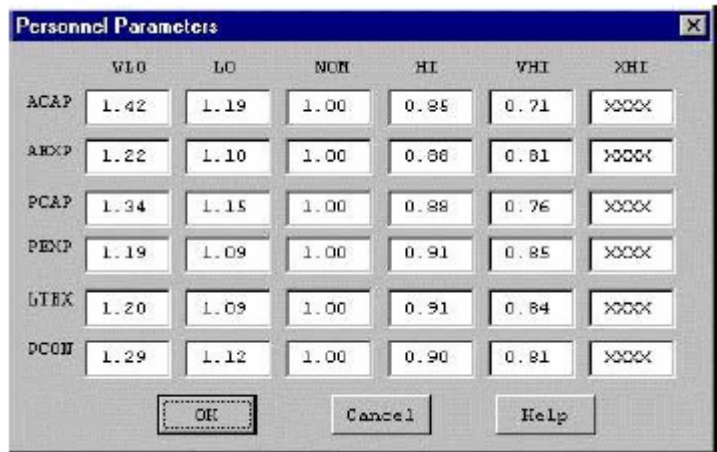 Personnel Parameters
VLO LO NOM HI VHI XHI
ACAP 1.42 1.19 1.00 0.85 0.71 XXXX
AEXP 1.22 1.10 1.00 0.88 0.81 XXXX
PCAP 1.34 1.15 1.00 0.88 0.76 XXXX
PEXP 1.19 1.09 1.00 0.91 0.85 XXXX
LTEX 1.20 1.09 1.00 0.91 0.84 XXXX
PCON 1.29 1.12 1.00 0.90 0.81 XXXX
OK Cancel Help